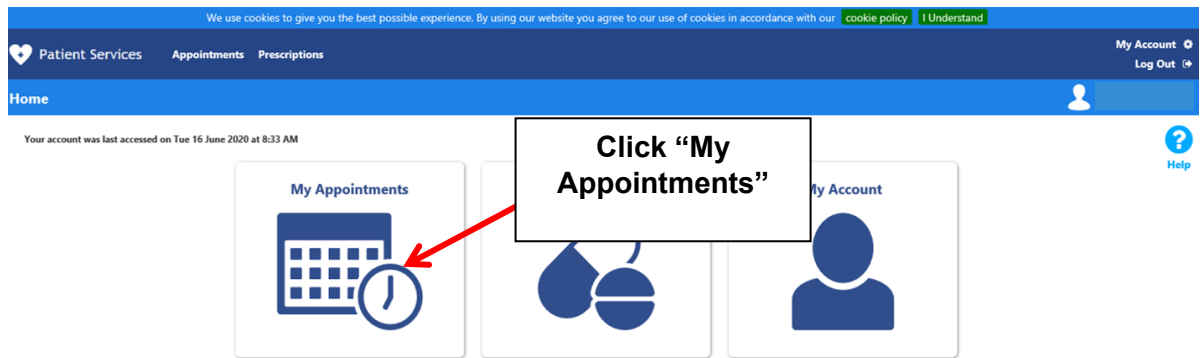 We use cookies to give you the best possible experience. By using our website you agree to our use of cookies in accordance with our cookie policy I Understand
Patient Services Appointments Prescriptions
My Account
Log Out
Home
Your account was last accessed on Tue 16 June 2020 at 8:33 AM
Help
Click “My
Appointments”
My Appointments
My Account